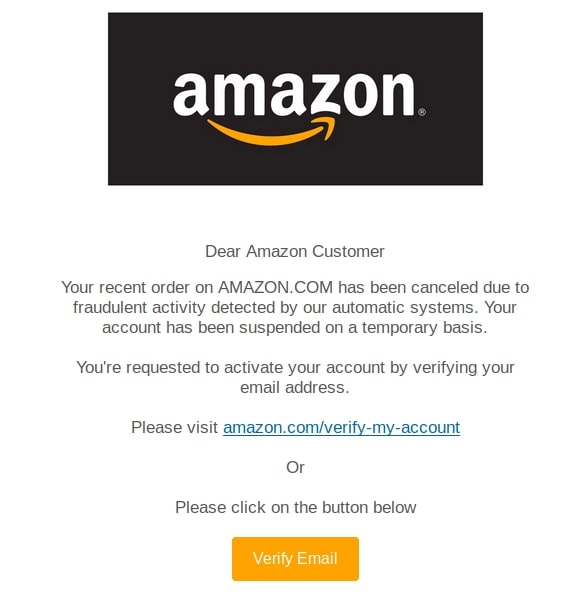 amazon®
Dear Amazon Customer
Your recent order on AMAZON.COM has been canceled due to
fraudulent activity detected by our automatic systems. Your
account has been suspended on a temporary basis.
You're requested to activate your account by verifying your
email address.
Please visit amazon.com/verify-my-account
Or
Please click on the button below
Verify Email